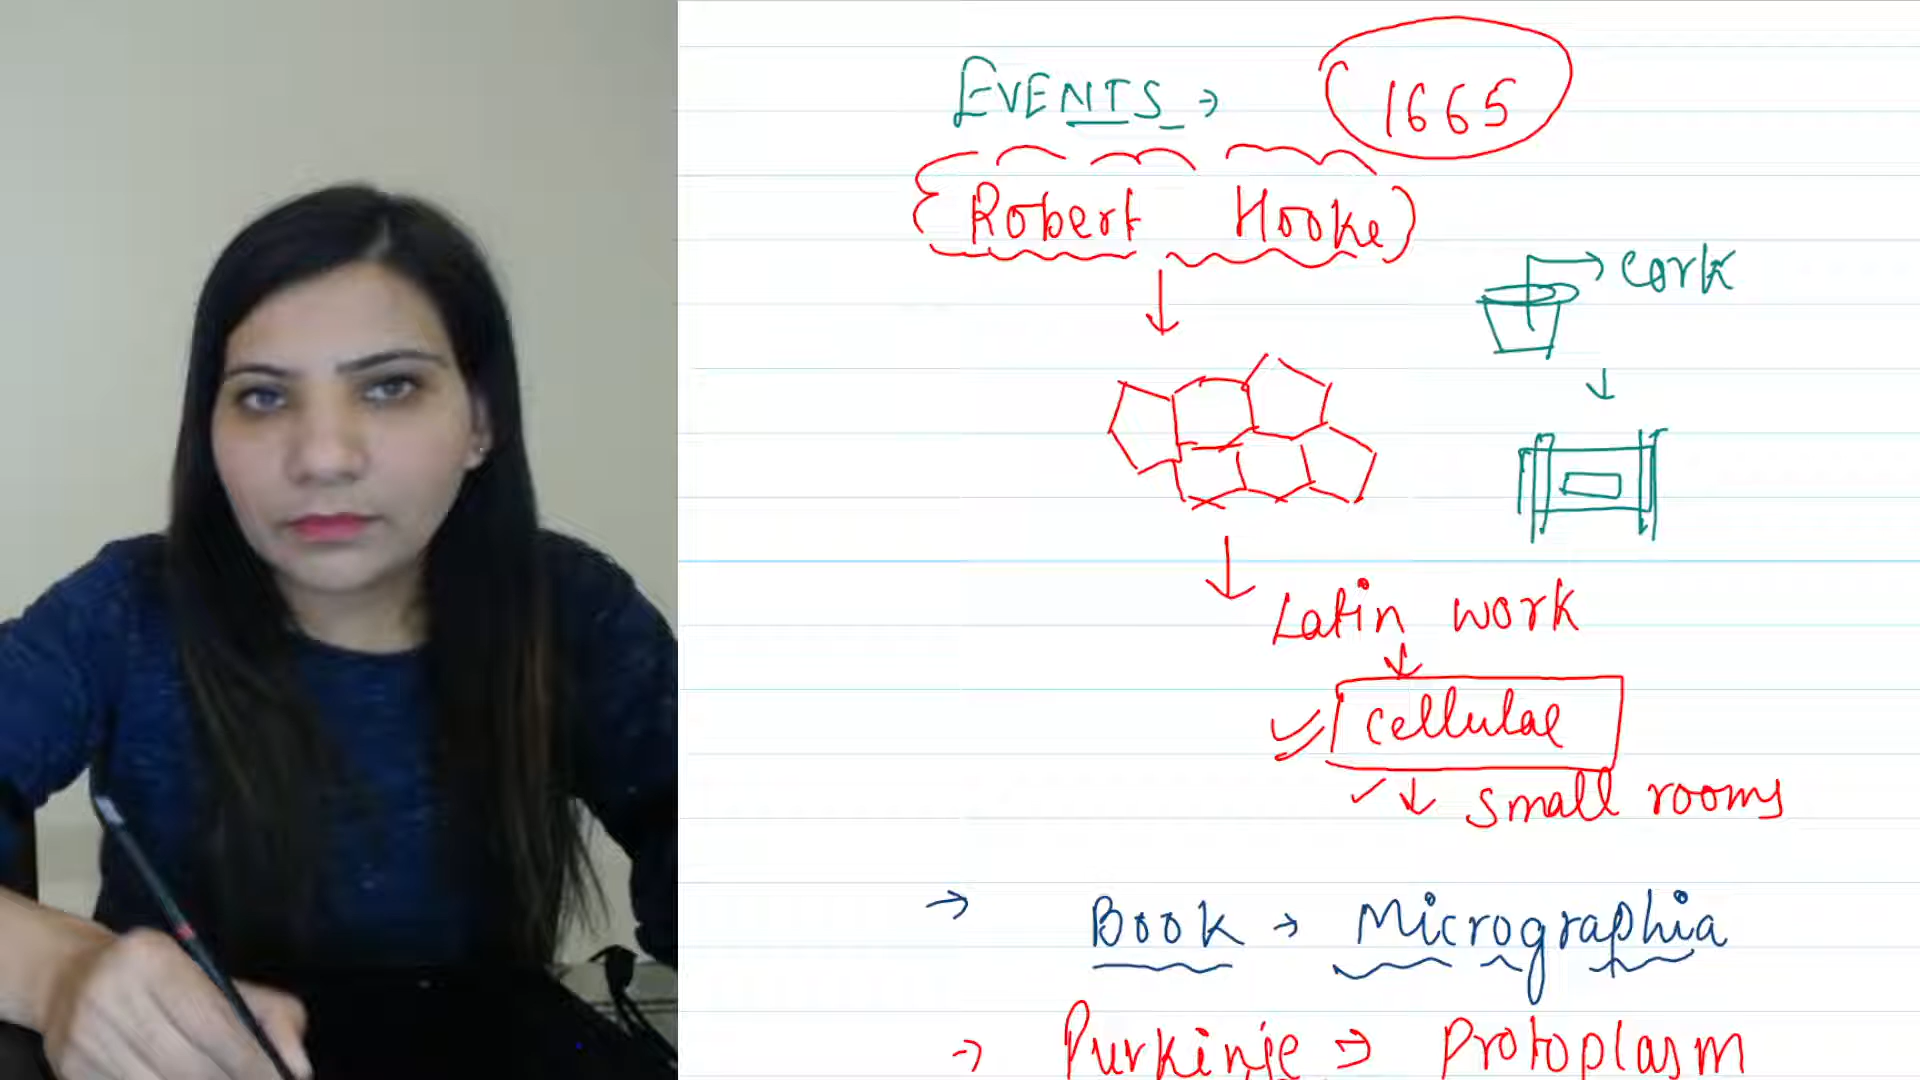 EVENTS → 1665
Robert Hooke
→ cork
Latin work
cellulae
small rooms
→ Book → Micrographia
→ Purkinje ⇒ Protoplasm